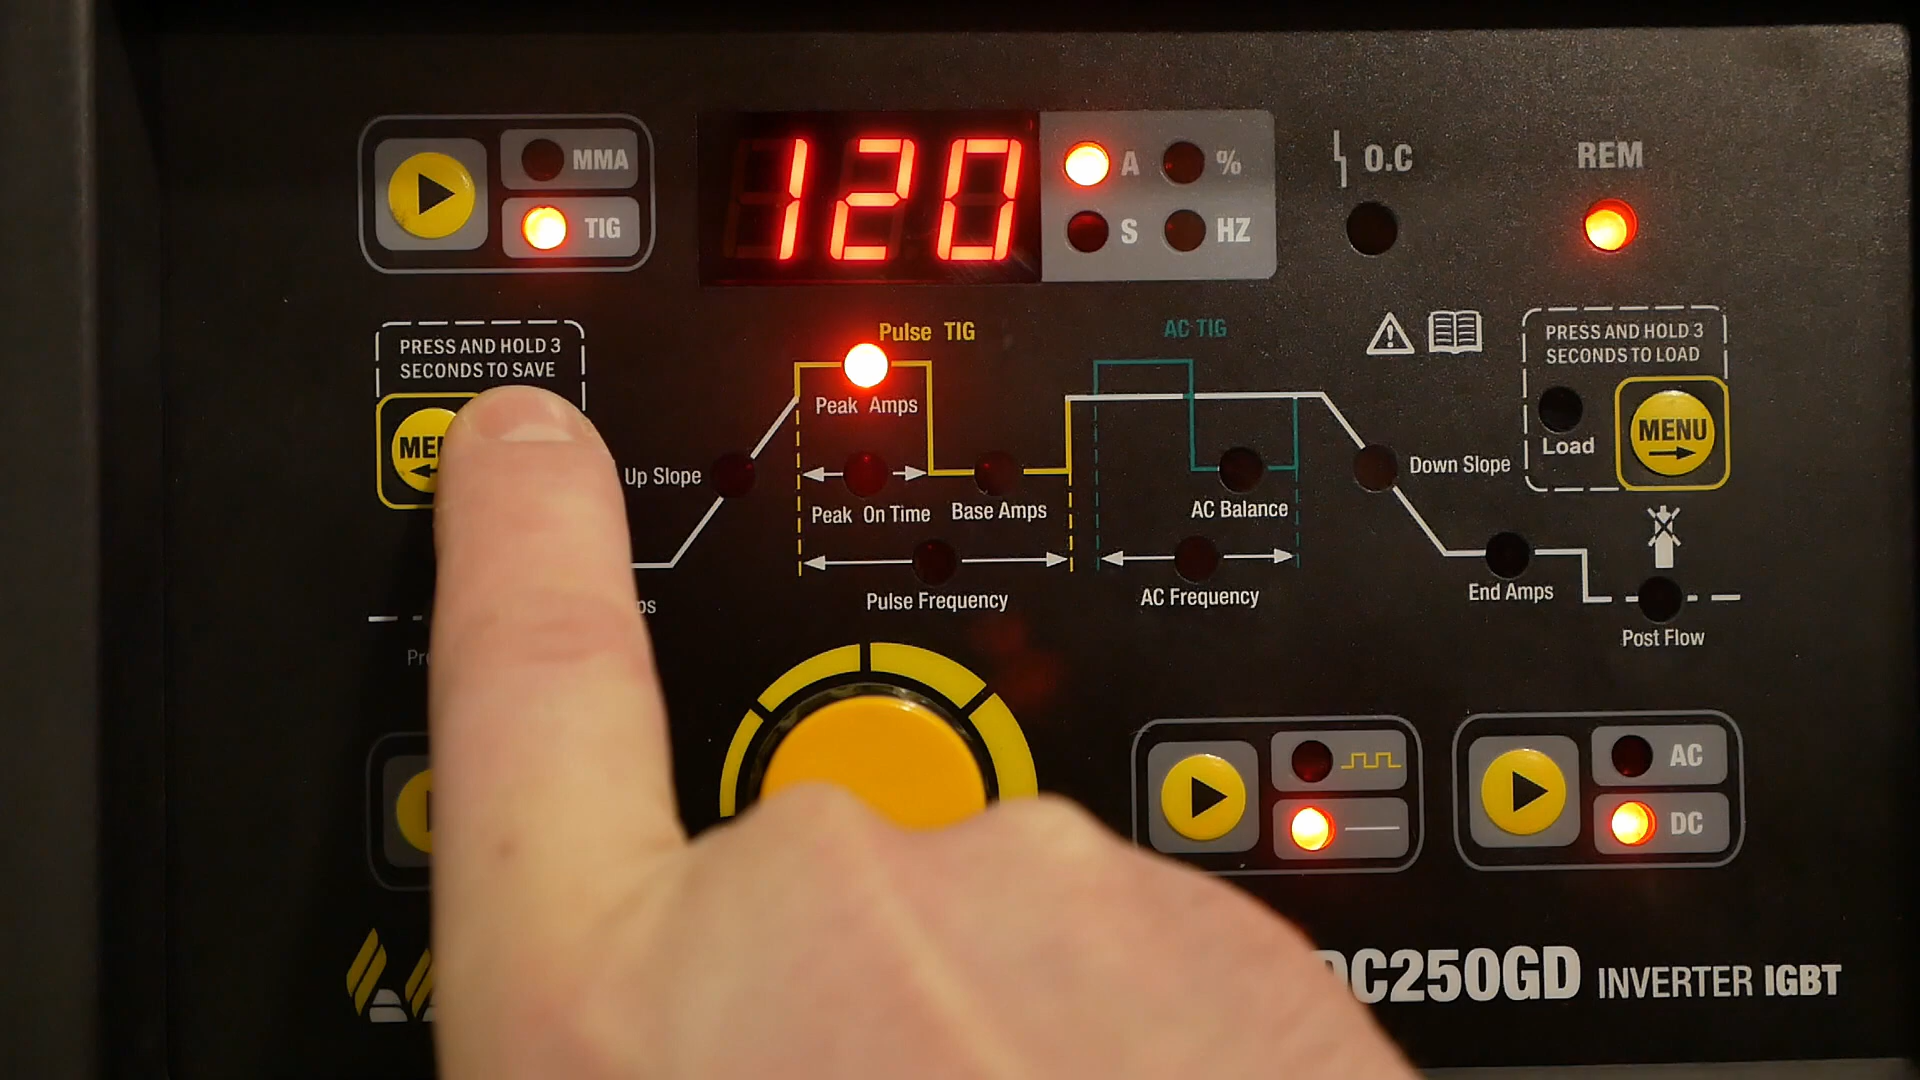 MMA
TIG
120
A
%
S
HZ
O.C
REM
PRESS AND HOLD 3
SECONDS TO SAVE
Pulse TIG
AC TIG
PRESS AND HOLD 3
SECONDS TO LOAD
Load
MENU
Peak Amps
Up Slope
Peak On Time
Base Amps
AC Balance
Down Slope
Pulse Frequency
AC Frequency
End Amps
Post Flow
AC
DC
INVERTER IGBT